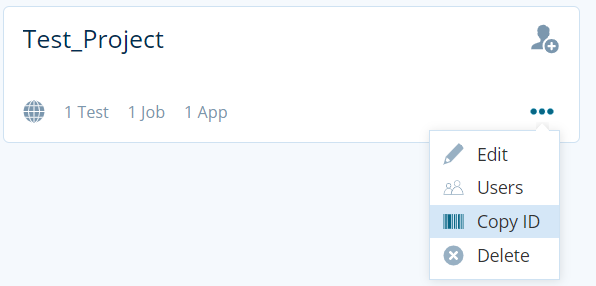 Test_Project
1 Test 1 Job 1 App
Edit
Users
Copy ID
Delete